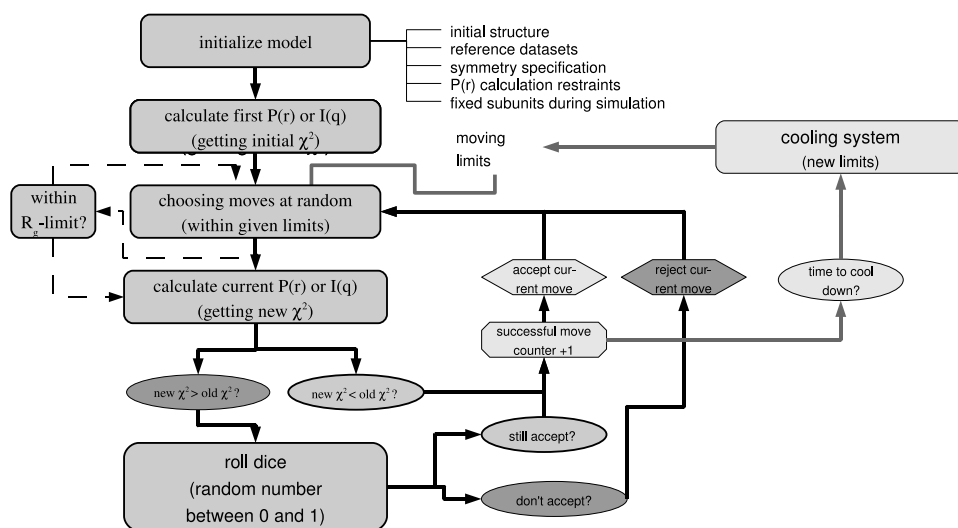 initialize model
initial structure
reference datasets
symmetry specification
P(r) calculation restraints
fixed subunits during simulation
calculate first P(r) or I(q)
(getting initial χ²)
moving
limits
cooling system
(new limits)
within
Rg-limit?
choosing moves at random
(within given limits)
accept cur-
rent move
reject cur-
rent move
time to cool
down?
calculate current P(r) or I(q)
(getting new χ²)
successful move
counter +1
new χ² > old χ² ?
new χ² < old χ² ?
still accept?
roll dice
(random number
between 0 and 1)
don't accept?